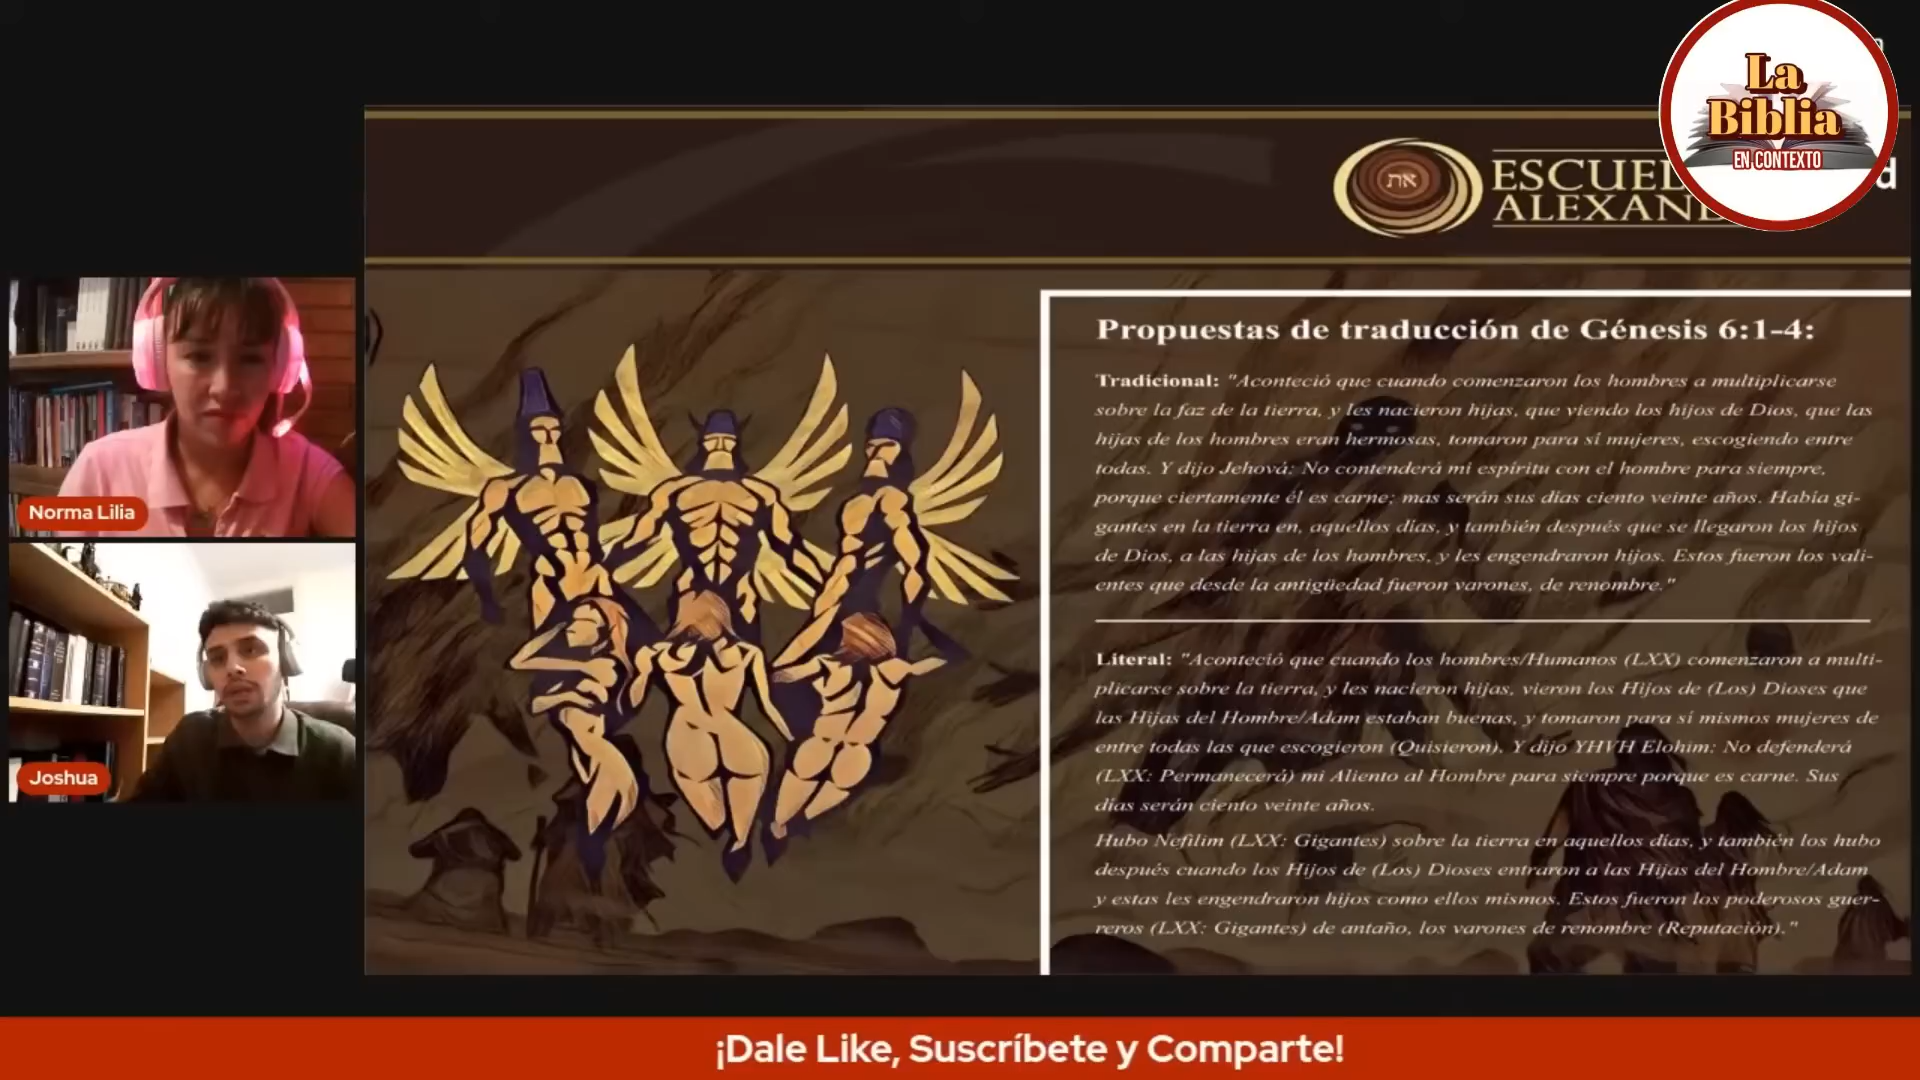 La
Biblia
EN CONTEXTO
את
d
Propuestas de traducción de Génesis 6:1-4:
Tradicional: "Aconteció que cuando comenzaron los hombres a multiplicarse
sobre la faz de la tierra, y les nacieron hijas, que viendo los hijos de Dios, que las
hijas de los hombres eran hermosas, tomaron para sí mujeres, escogiendo entre
todas. Y dijo Jehová: No contenderá mi espíritu con el hombre para siempre,
porque ciertamente él es carne; mas serán sus días ciento veinte años. Había gi-
gantes en la tierra en, aquellos días, y también después que se llegaron los hijos
de Dios, a las hijas de los hombres, y les engendraron hijos. Estos fueron los vali-
entes que desde la antigüedad fueron varones, de renombre."
Literal: "Aconteció que cuando los hombres/Humanos (LXX) comenzaron a multi-
plicarse sobre la tierra, y les nacieron hijas, vieron los Hijos de (Los) Dioses que
las Hijas del Hombre/Adam estaban buenas, y tomaron para sí mismos mujeres de
entre todas las que escogieron (Quisieron). Y dijo YHVH Elohim: No defenderá
(LXX: Permanecerá) mi Aliento al Hombre para siempre porque es carne. Sus
días serán ciento veinte años.
Hubo Nefilim (LXX: Gigantes) sobre la tierra en aquellos días, y también los hubo
después cuando los Hijos de (Los) Dioses entraron a las Hijas del Hombre/Adam
y estas les engendraron hijos como ellos mismos. Estos fueron los poderosos guer-
reros (LXX: Gigantes) de antaño, los varones de renombre (Reputación)."
Norma Lilia
Joshua
¡Dale Like, Suscríbete y Comparte!